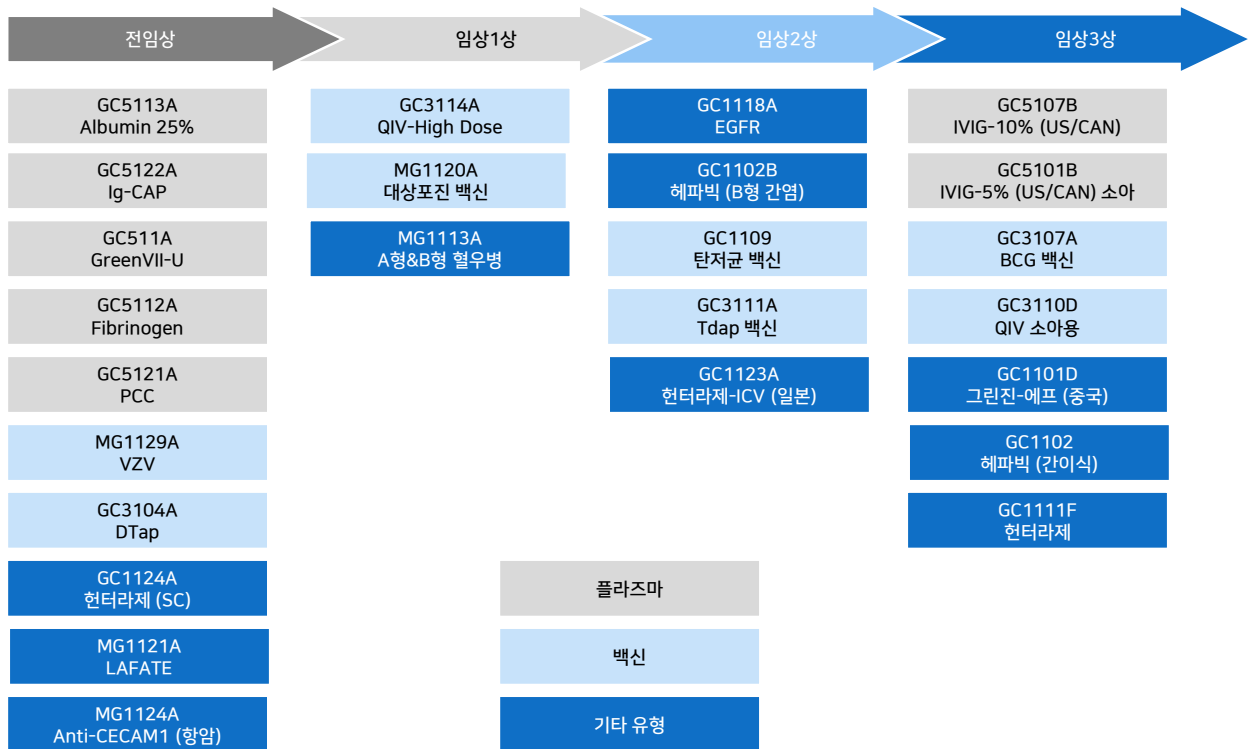 전임상
임상1상
임상2상
임상3상
GC5113A
Albumin 25%
GC5122A
Ig-CAP
GC511A
GreenVII-U
GC5112A
Fibrinogen
GC5121A
PCC
MG1129A
VZV
GC3104A
DTap
GC1124A
헌터라제 (SC)
MG1121A
LAFATE
MG1124A
Anti-CECAM1 (항암)
GC3114A
QIV-High Dose
MG1120A
대상포진 백신
MG1113A
A형&B형 혈우병
GC1118A
EGFR
GC1102B
헤파빅 (B형 간염)
GC1109
탄저균 백신
GC3111A
Tdap 백신
GC1123A
헌터라제-ICV (일본)
GC5107B
IVIG-10% (US/CAN)
GC5101B
IVIG-5% (US/CAN) 소아
GC3107A
BCG 백신
GC3110D
QIV 소아용
GC1101D
그린진-에프 (중국)
GC1102
헤파빅 (간이식)
GC1111F
헌터라제
플라즈마
백신
기타 유형